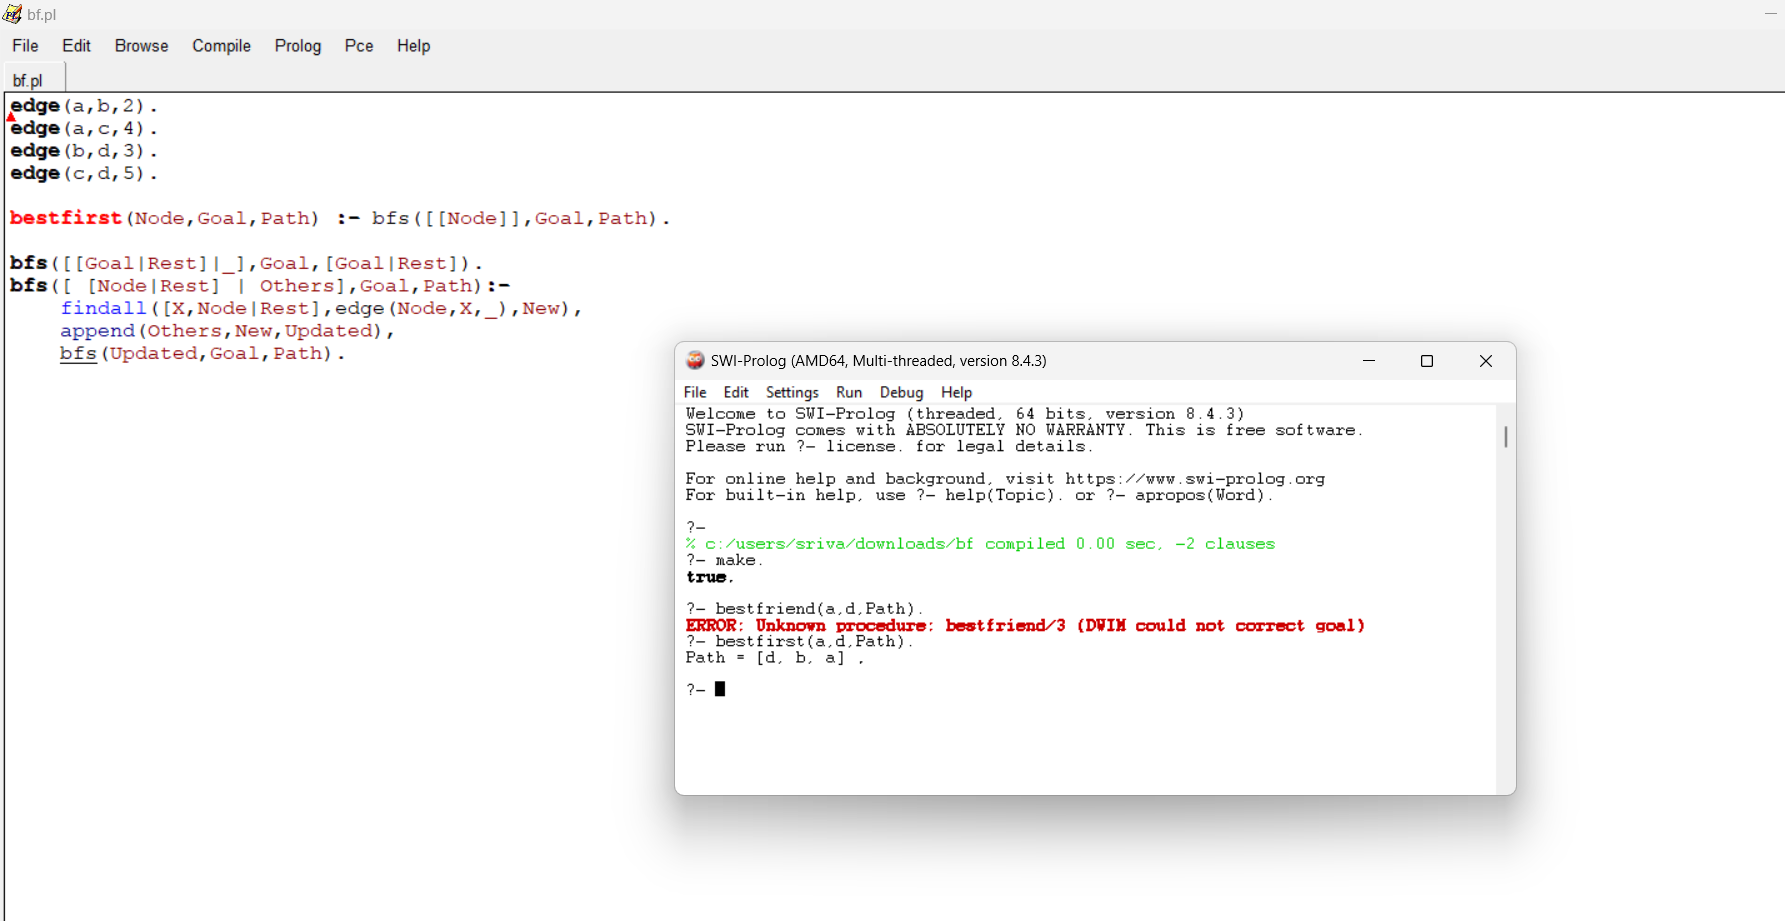 bf.pl
File Edit Browse Compile Prolog Pce Help
bf.pl
edge(a,b,2).
edge(a,c,4).
edge(b,d,3).
edge(c,d,5).
bestfirst(Node,Goal,Path) :- bfs([[Node]],Goal,Path).
bfs([[Goal|Rest]|_],Goal,[Goal|Rest]).
bfs([ [Node|Rest] | Others],Goal,Path):-
findall([X,Node|Rest],edge(Node,X,_),New),
append(Others,New,Updated),
bfs(Updated,Goal,Path).
SWI-Prolog (AMD64, Multi-threaded, version 8.4.3)
File Edit Settings Run Debug Help
Welcome to SWI-Prolog (threaded, 64 bits, version 8.4.3)
SWI-Prolog comes with ABSOLUTELY NO WARRANTY. This is free software.
Please run ?- license. for legal details.
For online help and background, visit https://www.swi-prolog.org
For built-in help, use ?- help(Topic). or ?- apropos(Word).
?-
% c:/users/sriva/downloads/bf compiled 0.00 sec, -2 clauses
?- make.
true.
?- bestfriend(a,d,Path).
ERROR: Unknown procedure: bestfriend/3 (DWIM could not correct goal)
?- bestfirst(a,d,Path).
Path = [d, b, a] .
?-